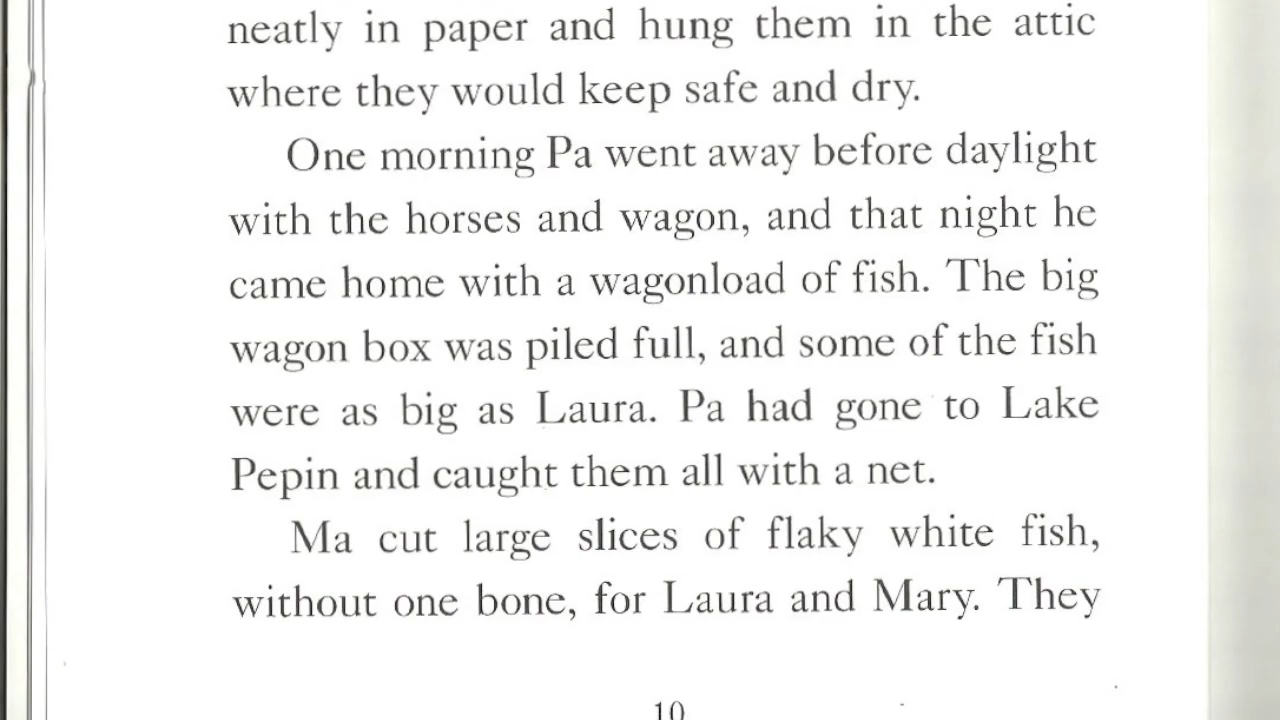 neatly in paper and hung them in the attic
where they would keep safe and dry.
One morning Pa went away before daylight
with the horses and wagon, and that night he
came home with a wagonload of fish. The big
wagon box was piled full, and some of the fish
were as big as Laura. Pa had gone to Lake
Pepin and caught them all with a net.
Ma cut large slices of flaky white fish,
without one bone, for Laura and Mary. They
10